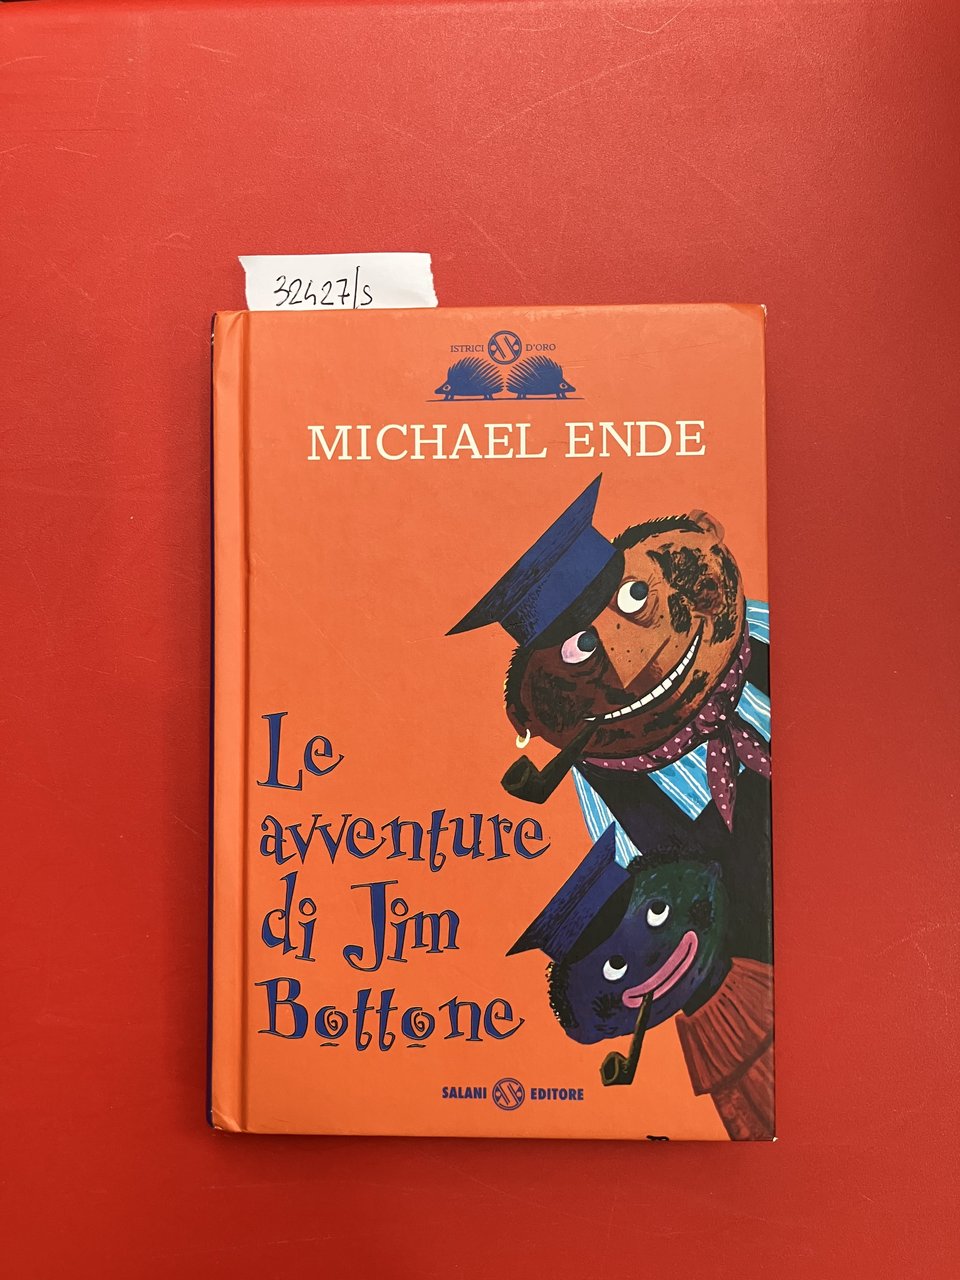 32427/s
ISTRICI D'ORO
MICHAEL ENDE
Le
avventure
di Jim
Bottone
SALANI EDITORE